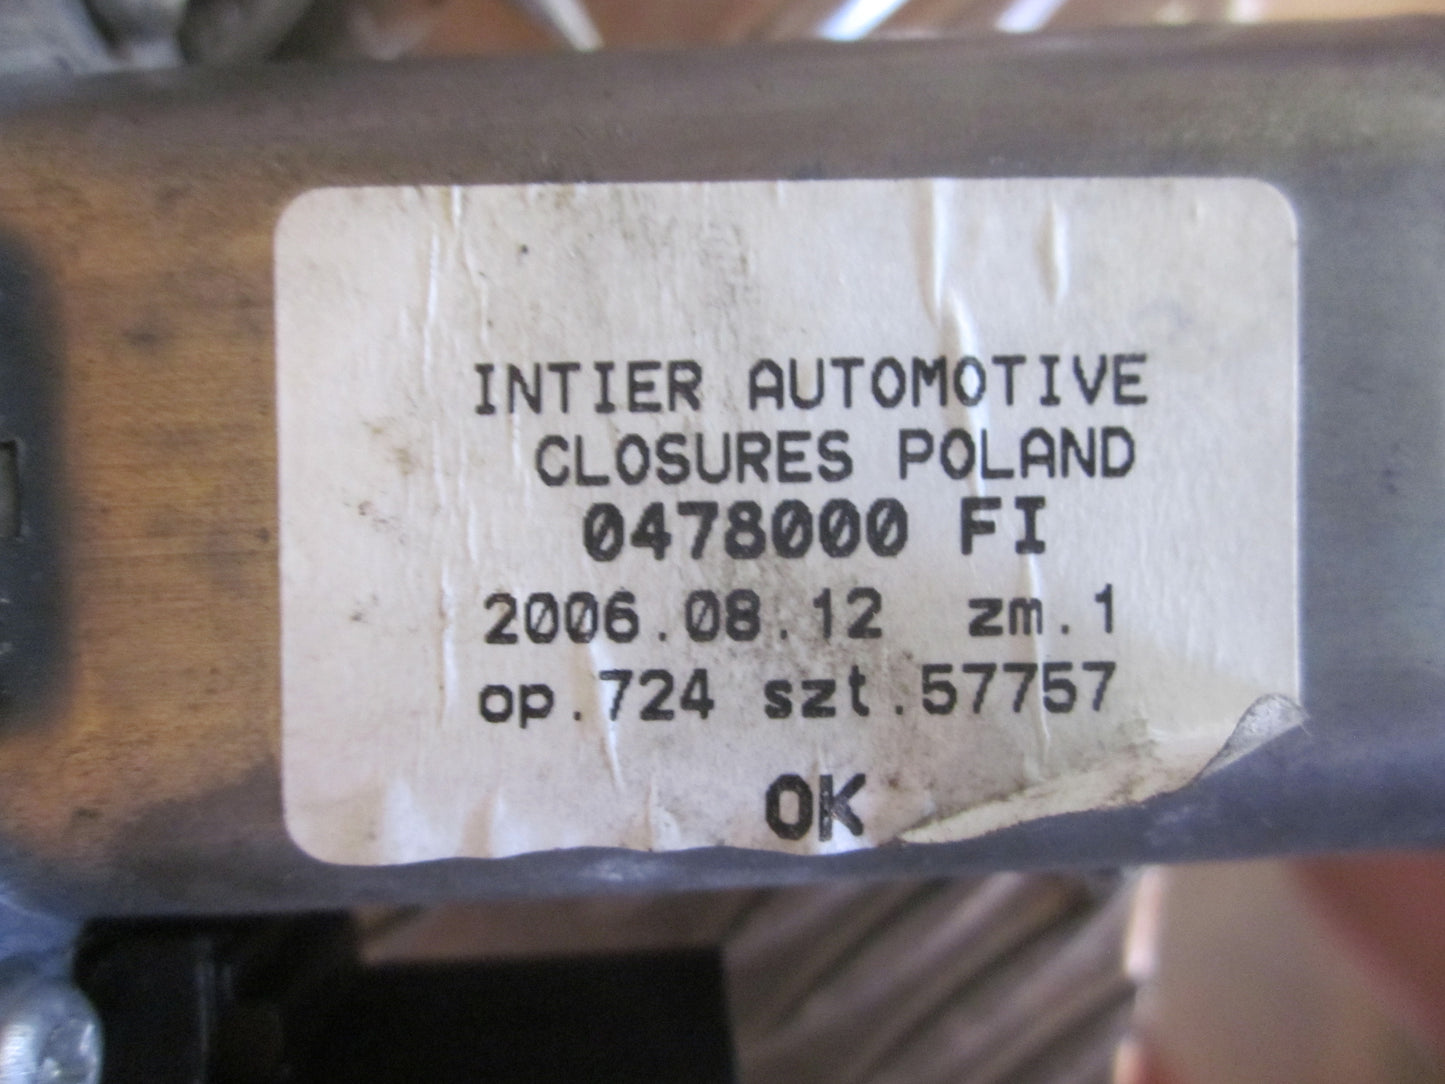 INTIER AUTOMOTIVE
CLOSURES POLAND
0478000 FI
2006.08.12 zm.1
op.724 szt.57757
OK